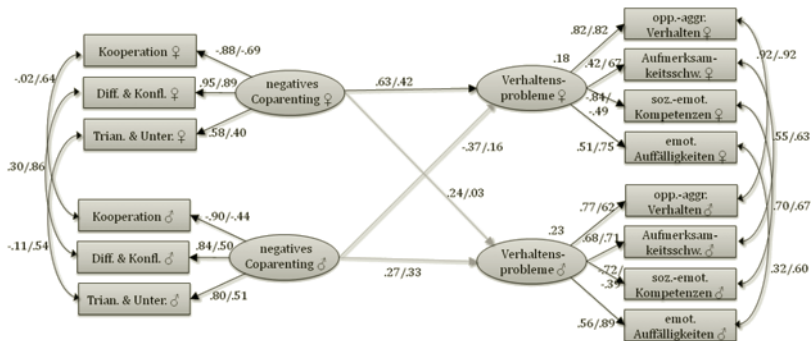 Kooperation ♀
Diff. & Konfl. ♀
Trian. & Unter. ♀
Kooperation ♂
Diff. & Konfl. ♂
Trian. & Unter. ♂
-.02/.64
.30/.86
-.11/.54
-.88/-.69
.95/.89
.58/.40
-.90/-.44
.84/.50
.80/.51
negatives
Coparenting ♀
negatives
Coparenting ♂
.63/.42
-.37/.16
.24/.03
.27/.33
.18
Verhaltens-
probleme ♀
.23
Verhaltens-
probleme ♂
.82/.82
.42/67
-.84/
-.49
.51/.75
.77/62
.68/.71
-.72/
-.39
.56/.89
opp.-aggr.
Verhalten ♀
Aufmerksam-
keitsschw. ♀
soz.-emot.
Kompetenzen ♀
emot.
Auffälligkeiten ♀
opp.-aggr.
Verhalten ♂
Aufmerksam-
keitsschw. ♂
soz.-emot.
Kompetenzen ♂
emot.
Auffälligkeiten ♂
.92/.92
.55/.63
.70/.67
.32/.60